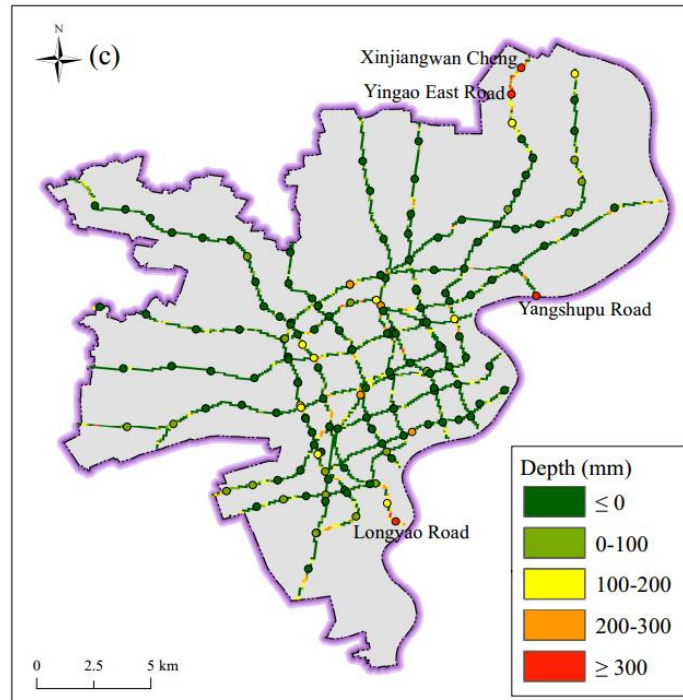 N
(c)
Xinjiangwan Cheng
Yingao East Road
Yangshupu Road
Longyao Road
Depth (mm)
≤ 0
0-100
100-200
200-300
≥ 300
0 2.5 5 km